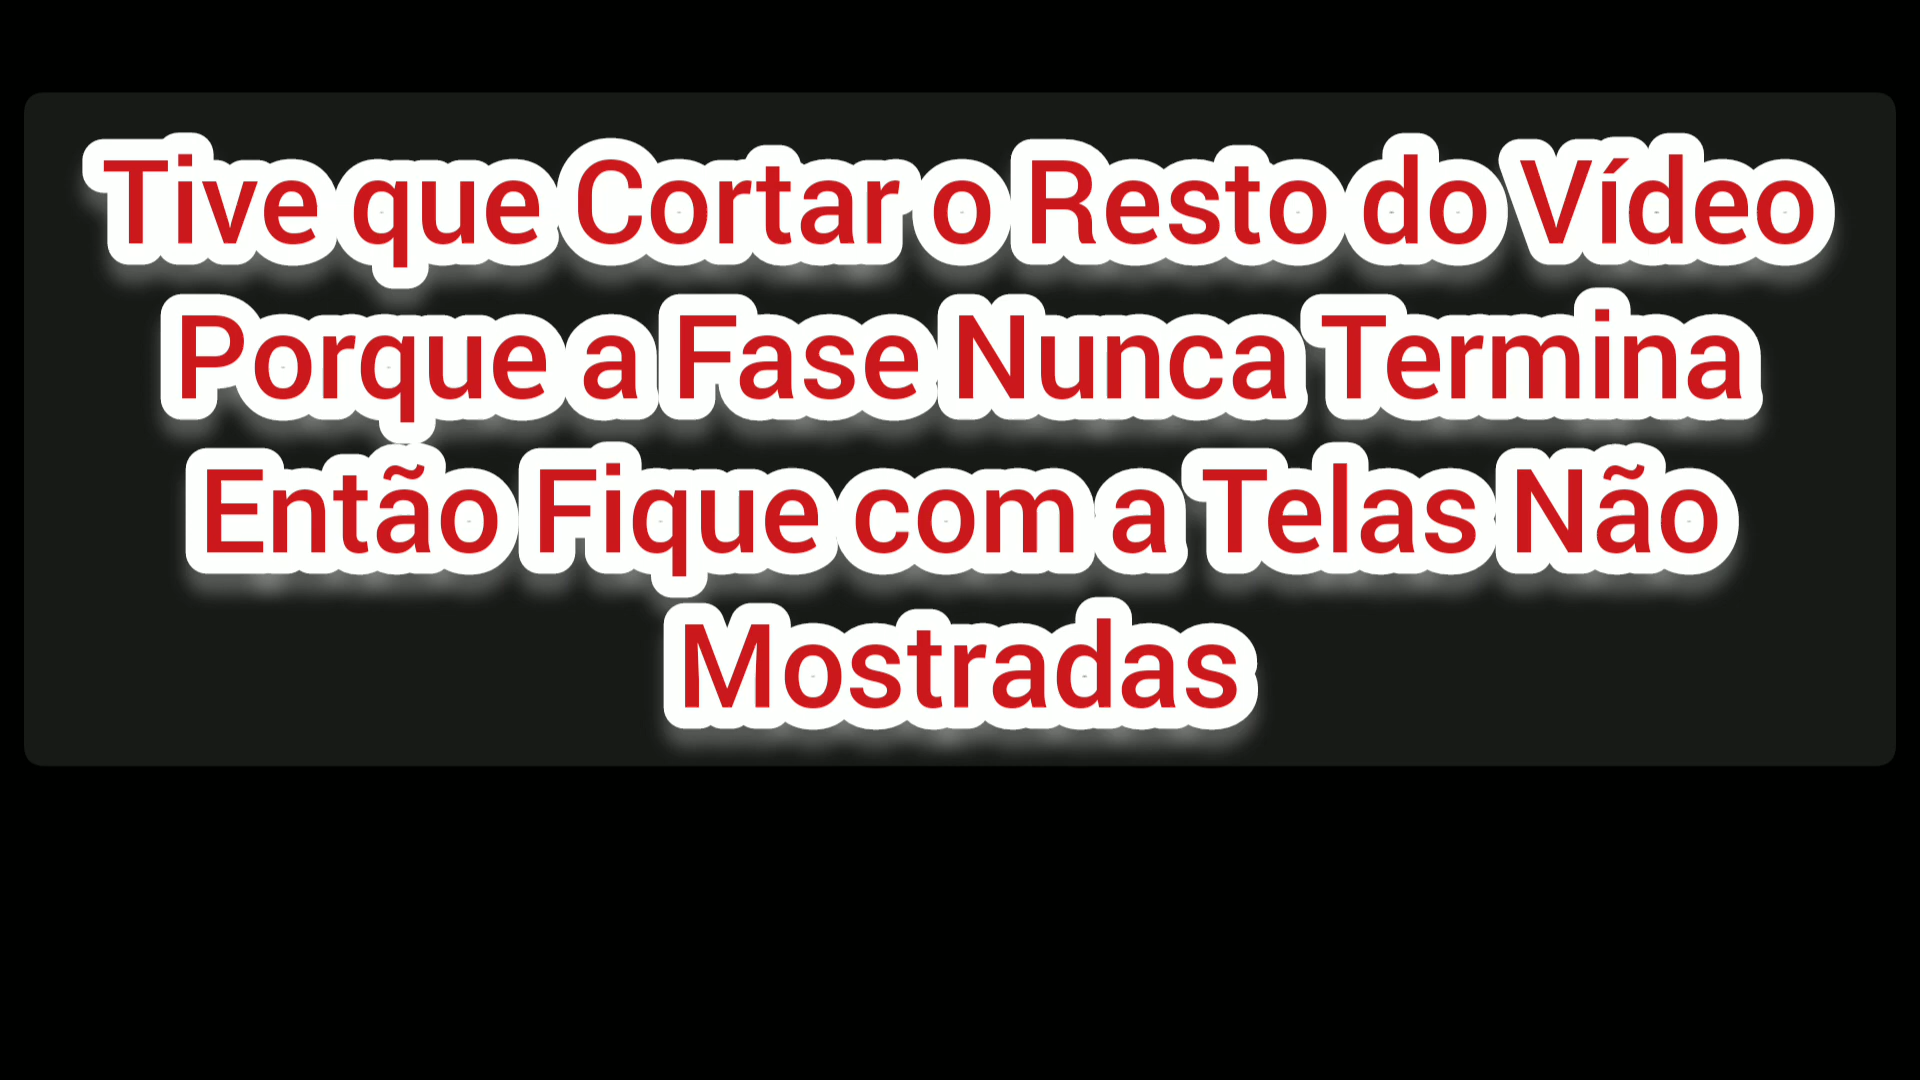 Tive que Cortar o Resto do Vídeo
Porque a Fase Nunca Termina
Então Fique com a Telas Não
Mostradas